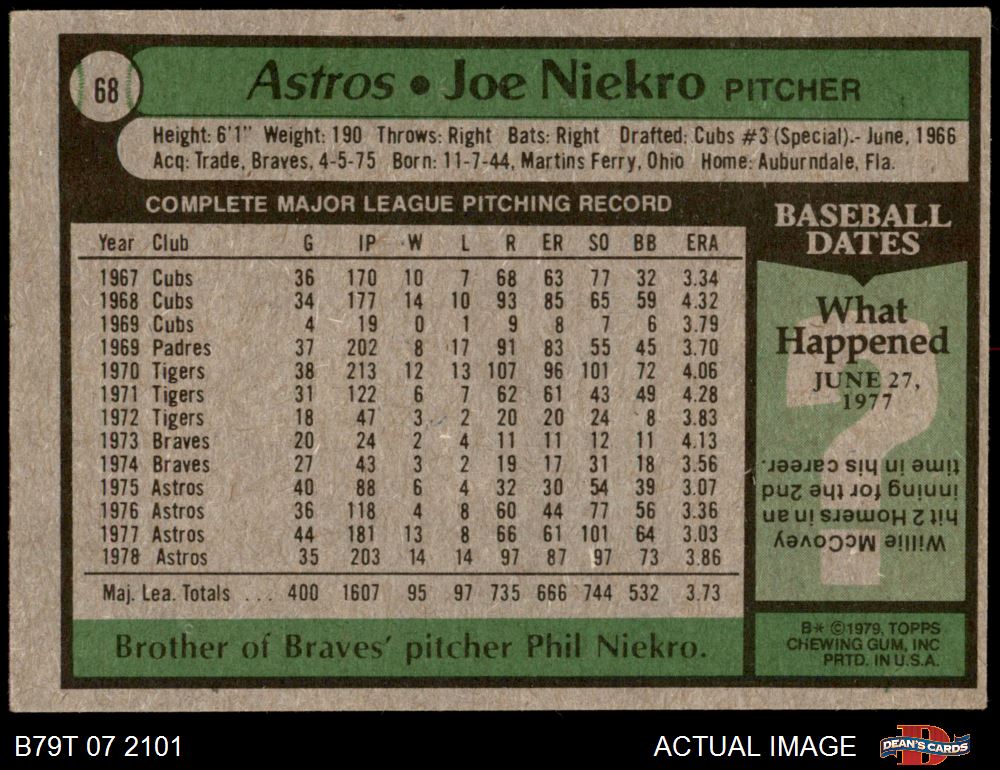 68
Astros • Joe Niekro PITCHER
Height: 6'1" Weight: 190 Throws: Right Bats: Right Drafted: Cubs #3 (Special).- June, 1966
Acq: Trade, Braves, 4-5-75 Born: 11-7-44, Martins Ferry, Ohio Home: Auburndale, Fla.
COMPLETE MAJOR LEAGUE PITCHING RECORD
Year Club G IP W L R ER SO BB ERA
1967 Cubs 36 170 10 7 68 63 77 32 3.34
1968 Cubs 34 177 14 10 93 85 65 59 4.32
1969 Cubs 4 19 0 1 9 8 7 6 3.79
1969 Padres 37 202 8 17 91 83 55 45 3.70
1970 Tigers 38 213 12 13 107 96 101 72 4.06
1971 Tigers 31 122 6 7 62 61 43 49 4.28
1972 Tigers 18 47 3 2 20 20 24 8 3.83
1973 Braves 20 24 2 4 11 11 12 11 4.13
1974 Braves 27 43 3 2 19 17 31 18 3.56
1975 Astros 40 88 6 4 32 30 54 39 3.07
1976 Astros 36 118 4 8 60 44 77 56 3.36
1977 Astros 44 181 13 8 66 61 101 64 3.03
1978 Astros 35 203 14 14 97 87 97 73 3.86
Maj. Lea. Totals ... 400 1607 95 97 735 666 744 532 3.73
Brother of Braves' pitcher Phil Niekro.
BASEBALL
DATES
What
Happened
JUNE 27,
1977
?
Willie McCovey
hit 2 Homers in an
inning for the 2nd
time in his career.
B* ©1979, TOPPS
CHEWING GUM, INC
PRTD. IN U.S.A.
B79T 07 2101
ACTUAL IMAGE
D
DEAN'S CARDS